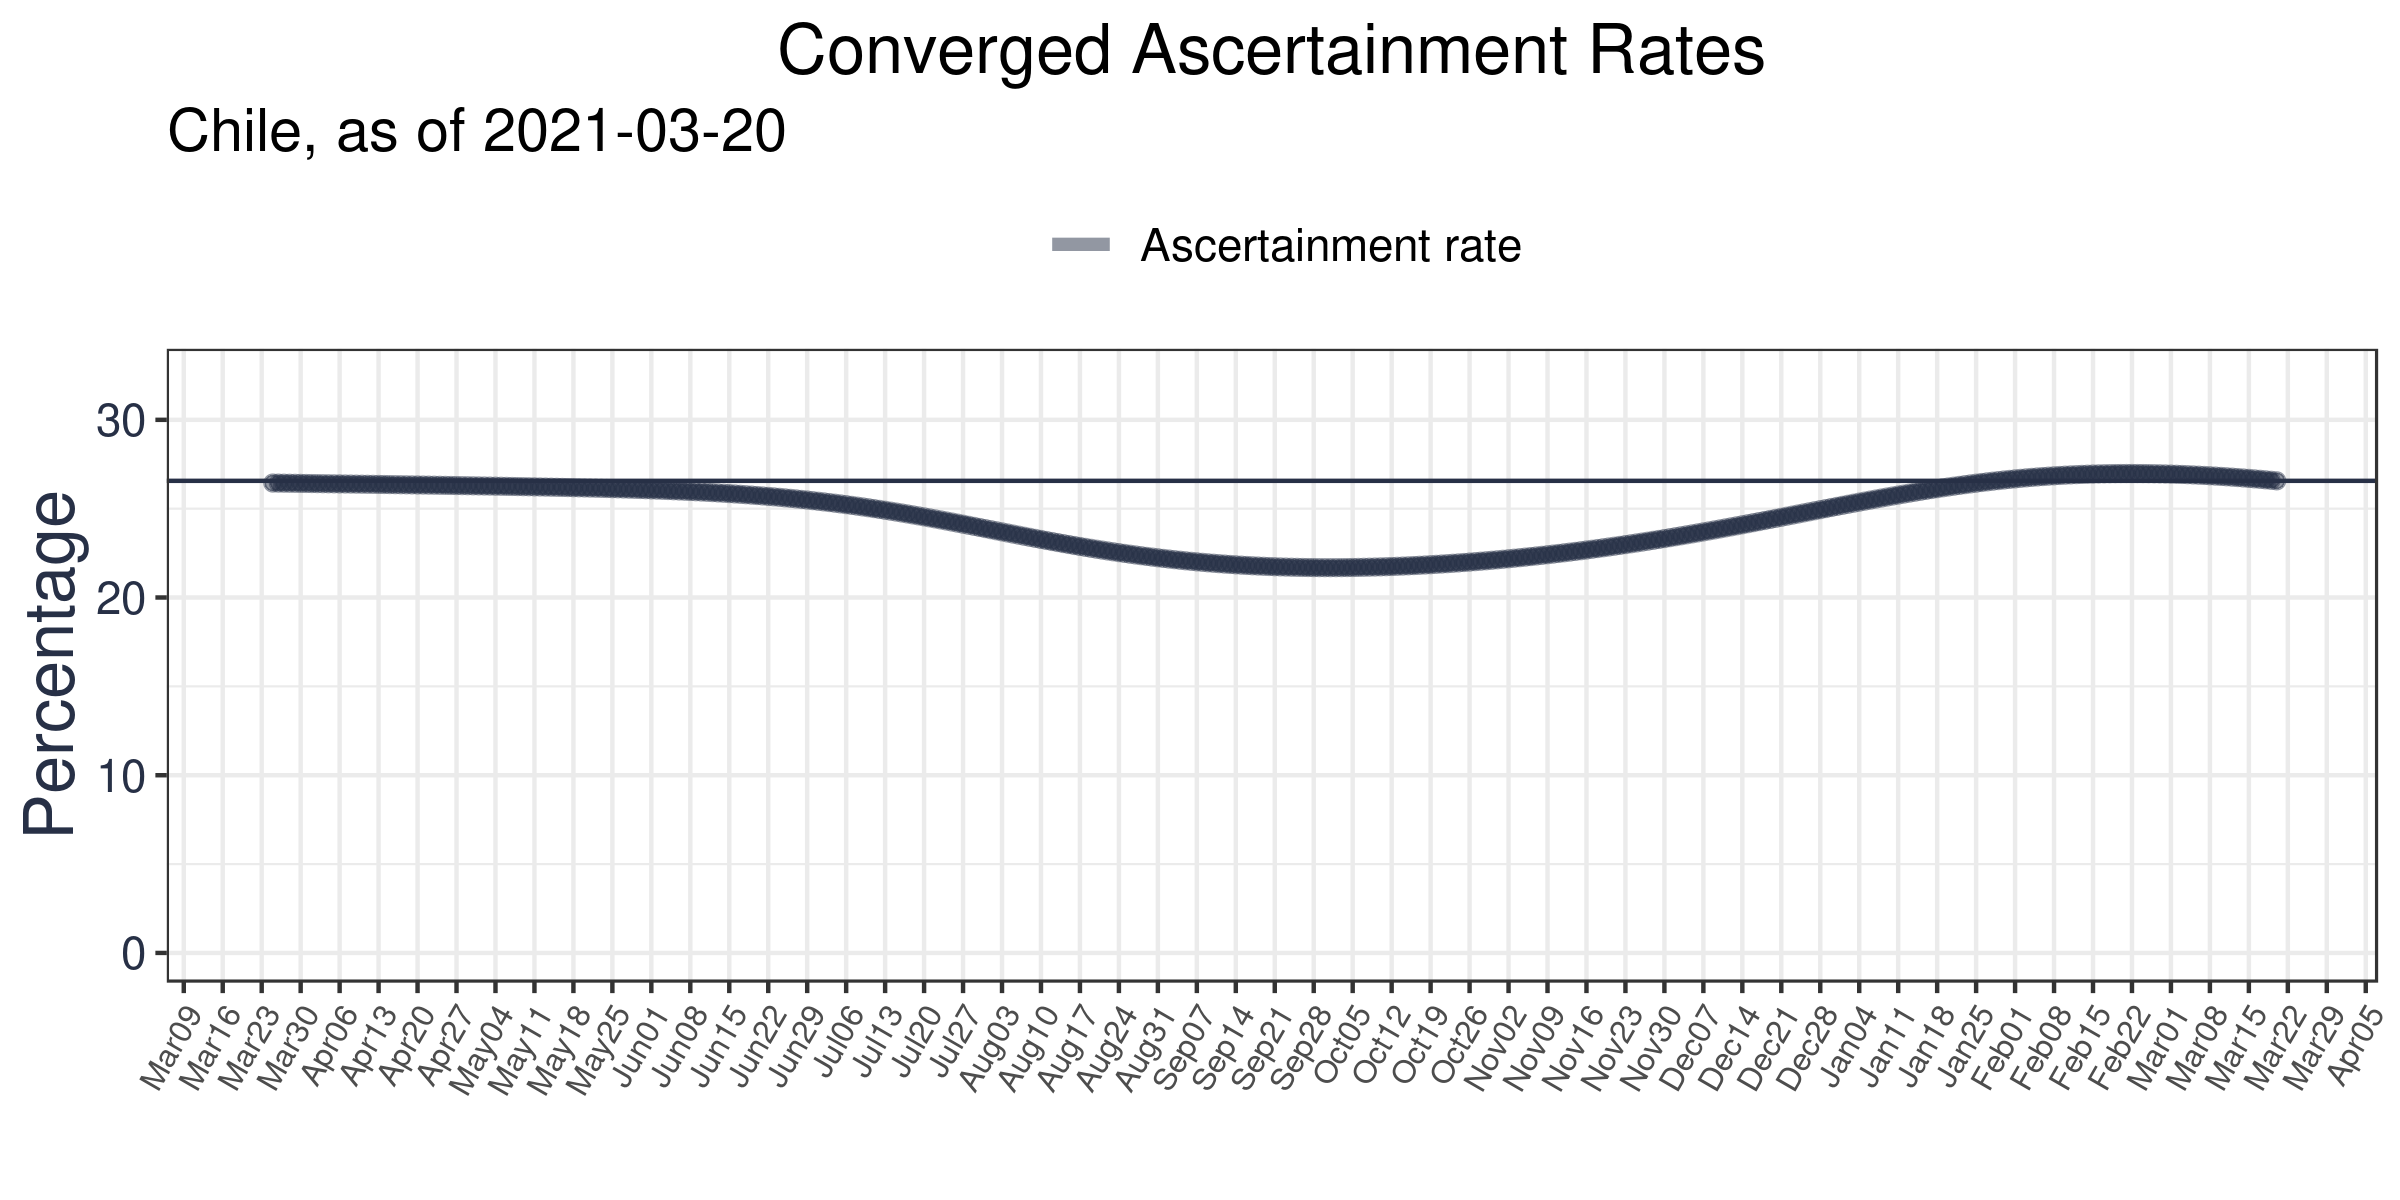 Converged Ascertainment Rates
Chile, as of 2021-03-20
Ascertainment rate
Percentage
30
20
10
0
Mar09
Mar16
Mar23
Mar30
Apr06
Apr13
Apr20
Apr27
May04
May11
May18
May25
Jun01
Jun08
Jun15
Jun22
Jun29
Jul06
Jul13
Jul20
Jul27
Aug03
Aug10
Aug17
Aug24
Aug31
Sep07
Sep14
Sep21
Sep28
Oct05
Oct12
Oct19
Oct26
Nov02
Nov09
Nov16
Nov23
Nov30
Dec07
Dec14
Dec21
Dec28
Jan04
Jan11
Jan18
Jan25
Feb01
Feb08
Feb15
Feb22
Mar01
Mar08
Mar15
Mar22
Mar29
Apr05